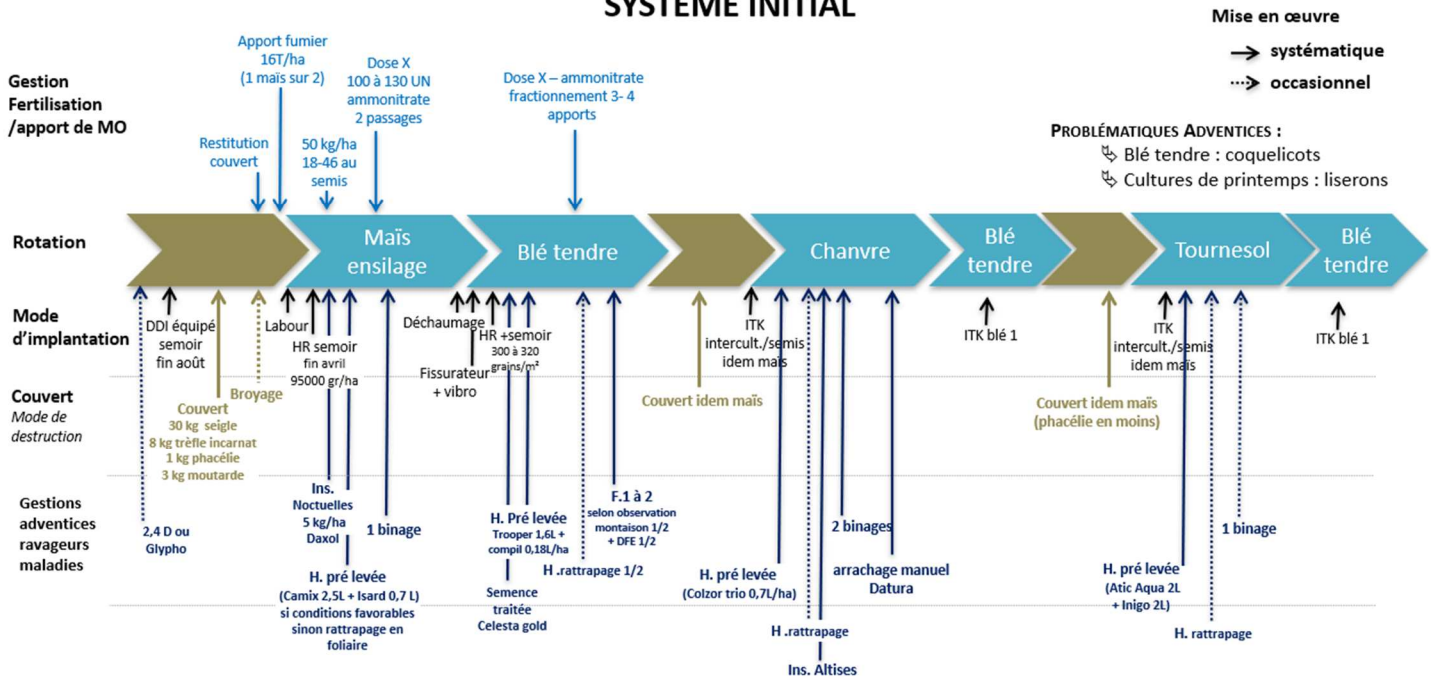 SYSTÈME INITIAL
Mise en œuvre
systématique
occasionnel
PROBLÉMATIQUES ADVENTICES :
Blé tendre : coquelicots
Cultures de printemps : liserons
Gestion
Fertilisation
/apport de MO
Restitution
couvert
Apport fumier
16T/ha
(1 maïs sur 2)
50 kg/ha
18-46 au
semis
Dose X
100 à 130 UN
ammonitrate
2 passages
Dose X – ammonitrate
fractionnement 3- 4
apports
Rotation
Maïs
ensilage
Blé tendre
Chanvre
Blé
tendre
Tournesol
Blé
tendre
Mode
d’implantation
DDI équipé
semoir
fin août
Labour
HR semoir
fin avril
95000 gr/ha
Déchaumage
Fissurateur
+ vibro
HR +semoir
300 à 320
grains/m²
ITK
intercult./semis
idem maïs
ITK blé 1
ITK
intercult./semis
idem maïs
ITK blé 1
Couvert
Mode de
destruction
Couvert
30 kg seigle
8 kg trèfle incarnat
1 kg phacélie
3 kg moutarde
Broyage
Couvert idem maïs
Couvert idem maïs
(phacélie en moins)
Gestions
adventices
ravageurs
maladies
2,4 D ou
Glypho
Ins.
Noctuelles
5 kg/ha
Daxol
H. pré levée
(Camix 2,5L + Isard 0,7 L)
si conditions favorables
sinon rattrapage en
foliaire
1 binage
H. Pré levée
Trooper 1,6L +
compil 0,18L/ha
Semence
traitée
Celesta gold
H .rattrapage 1/2
F.1 à 2
selon observation
montaison 1/2
+ DFE 1/2
H. pré levée
(Colzor trio 0,7L/ha)
H .rattrapage
Ins. Altises
2 binages
arrachage manuel
Datura
H. pré levée
(Atic Aqua 2L
+ Inigo 2L)
H. rattrapage
1 binage